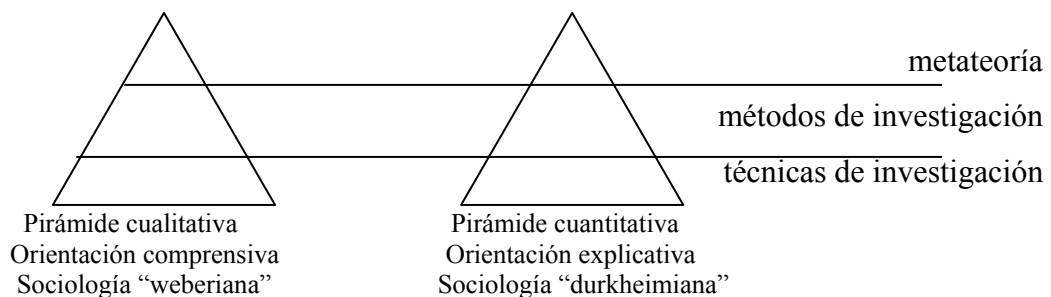 metateoría
métodos de investigación
técnicas de investigación
Pirámide cualitativa
Orientación comprensiva
Sociología “weberiana”
Pirámide cuantitativa
Orientación explicativa
Sociología “durkheimiana”